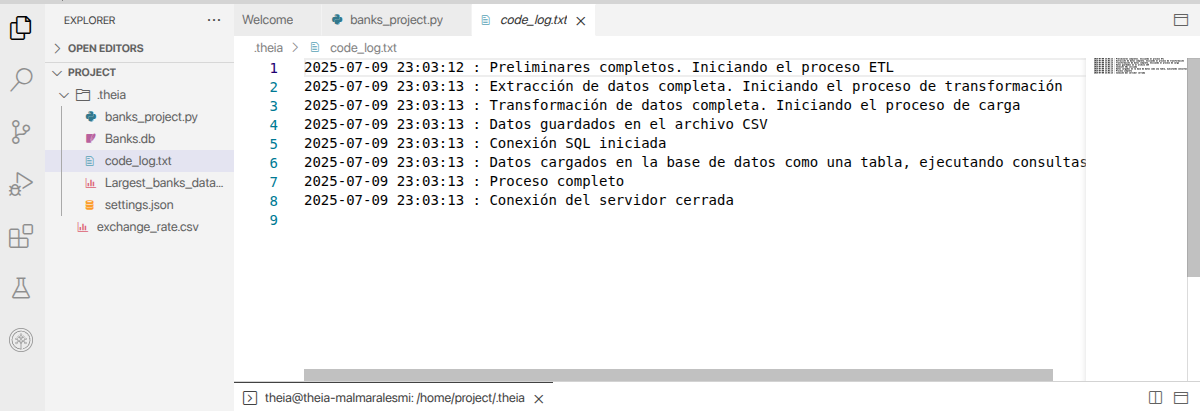 EXPLORER
OPEN EDITORS
PROJECT
.theia
banks_project.py
Banks.db
code_log.txt
Largest_banks_data...
settings.json
exchange_rate.csv
Welcome
banks_project.py
code_log.txt
.theia > code_log.txt
1 2025-07-09 23:03:12 : Preliminares completos. Iniciando el proceso ETL
2 2025-07-09 23:03:13 : Extracción de datos completa. Iniciando el proceso de transformación
3 2025-07-09 23:03:13 : Transformación de datos completa. Iniciando el proceso de carga
4 2025-07-09 23:03:13 : Datos guardados en el archivo CSV
5 2025-07-09 23:03:13 : Conexión SQL iniciada
6 2025-07-09 23:03:13 : Datos cargados en la base de datos como una tabla, ejecutando consultas
7 2025-07-09 23:03:13 : Proceso completo
8 2025-07-09 23:03:13 : Conexión del servidor cerrada
9
theia@theia-malmaralesmi: /home/project/.theia